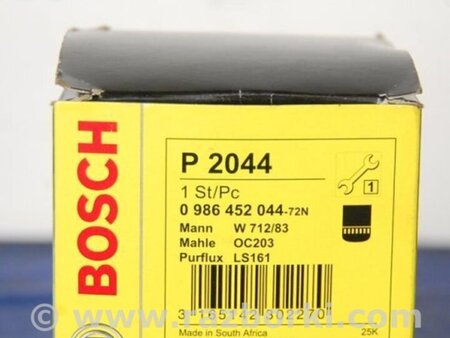 BOSCH
P 2044
1 St/Pc
0 986 452 044-72N
1
Mann W 712/83
Mahle OC203
Purflux LS161
Made in South Africa 25K
© www.razborki.com